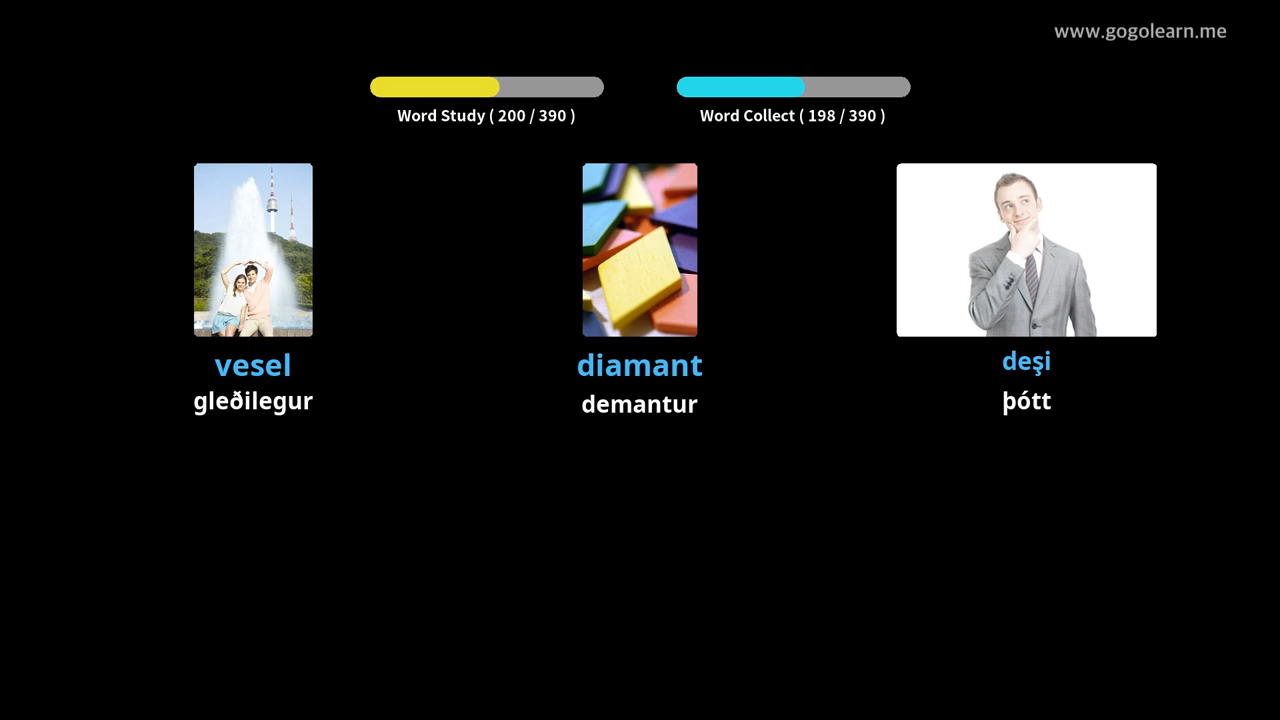 www.gogolearn.me
Word Study ( 200 / 390 )
Word Collect ( 198 / 390 )
vesel
gleðilegur
diamant
demantur
deşi
þótt